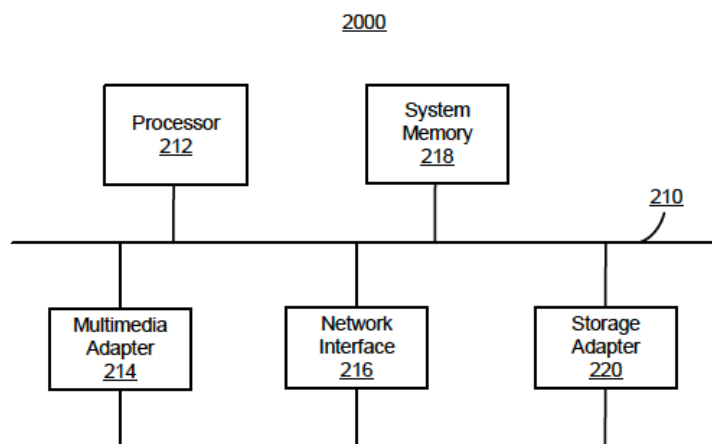 2000
Processor
212
System
Memory
218
210
Multimedia
Adapter
214
Network
Interface
216
Storage
Adapter
220